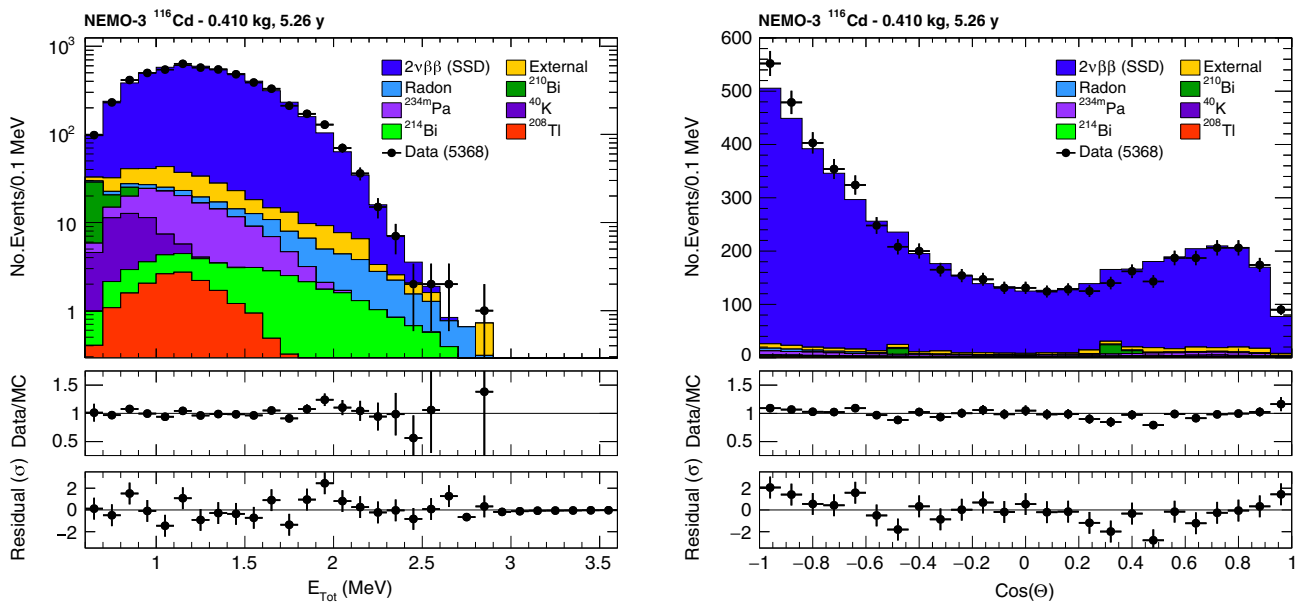 NEMO-3 ¹¹⁶Cd - 0.410 kg, 5.26 y
No.Events/0.1 MeV
10³
10²
10
1
2νββ (SSD)
External
Radon
²¹⁰Bi
²³⁴ᵐPa
⁴⁰K
²¹⁴Bi
²⁰⁸Tl
Data (5368)
Data/MC
1.5
1
0.5
Residual (σ)
2
0
−2
1 1.5 2 2.5 3 3.5
E_Tot (MeV)
NEMO-3 ¹¹⁶Cd - 0.410 kg, 5.26 y
No.Events/0.1 MeV
600
500
400
300
200
100
0
2νββ (SSD)
External
Radon
²¹⁰Bi
²³⁴ᵐPa
⁴⁰K
²¹⁴Bi
²⁰⁸Tl
Data (5368)
Data/MC
1.5
1
0.5
Residual (σ)
2
0
−2
−1 −0.8 −0.6 −0.4 −0.2 0 0.2 0.4 0.6 0.8 1
Cos(Θ)